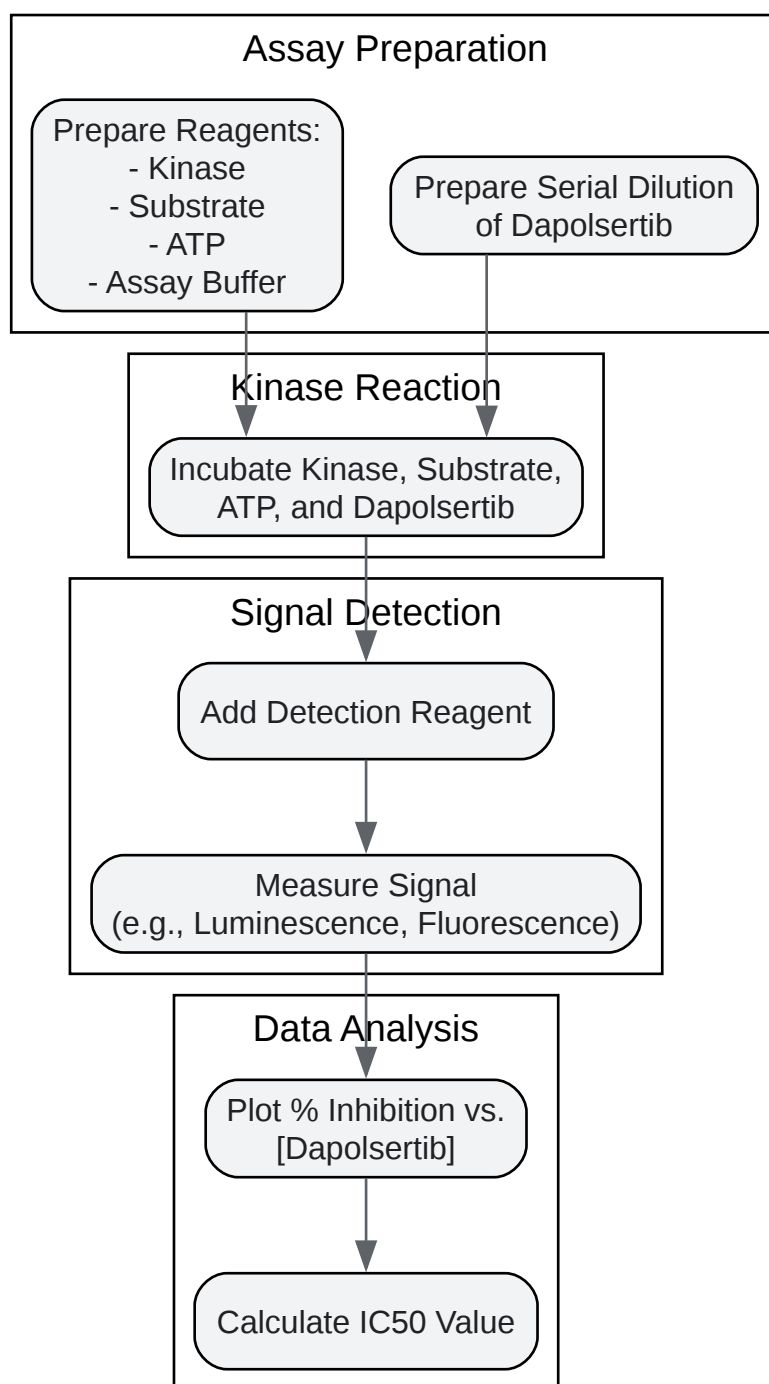 Assay Preparation
Prepare Reagents:
- Kinase
- Substrate
- ATP
- Assay Buffer
Prepare Serial Dilution
of Dapolsertib
Kinase Reaction
Incubate Kinase, Substrate,
ATP, and Dapolsertib
Signal Detection
Add Detection Reagent
Measure Signal
(e.g., Luminescence, Fluorescence)
Data Analysis
Plot % Inhibition vs.
[Dapolsertib]
Calculate IC50 Value